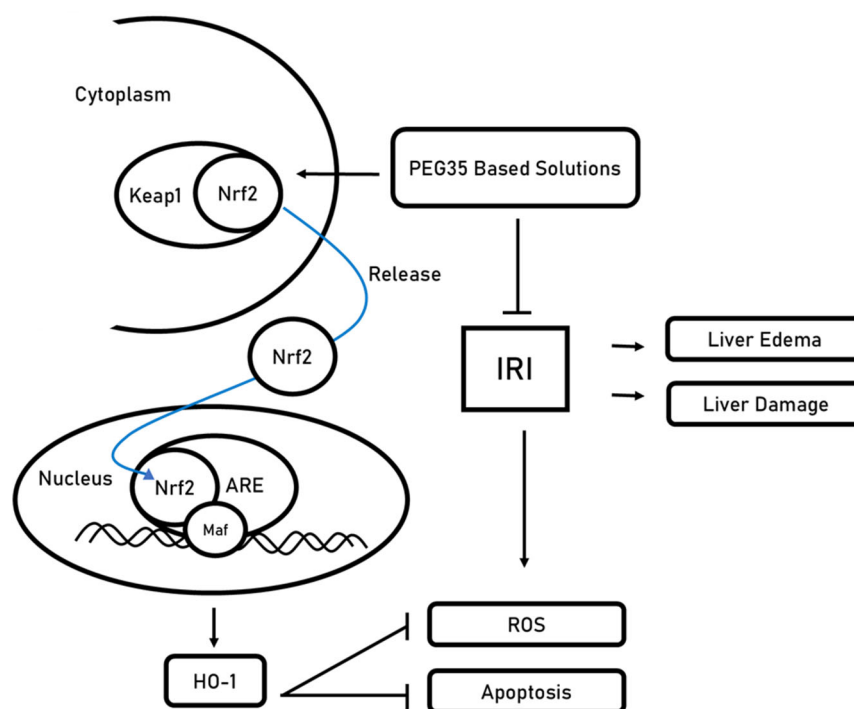 Cytoplasm
PEG35 Based Solutions
Keap1
Nrf2
Release
Nrf2
IRI
Liver Edema
Liver Damage
Nucleus
Nrf2
ARE
Maf
ROS
HO-1
Apoptosis